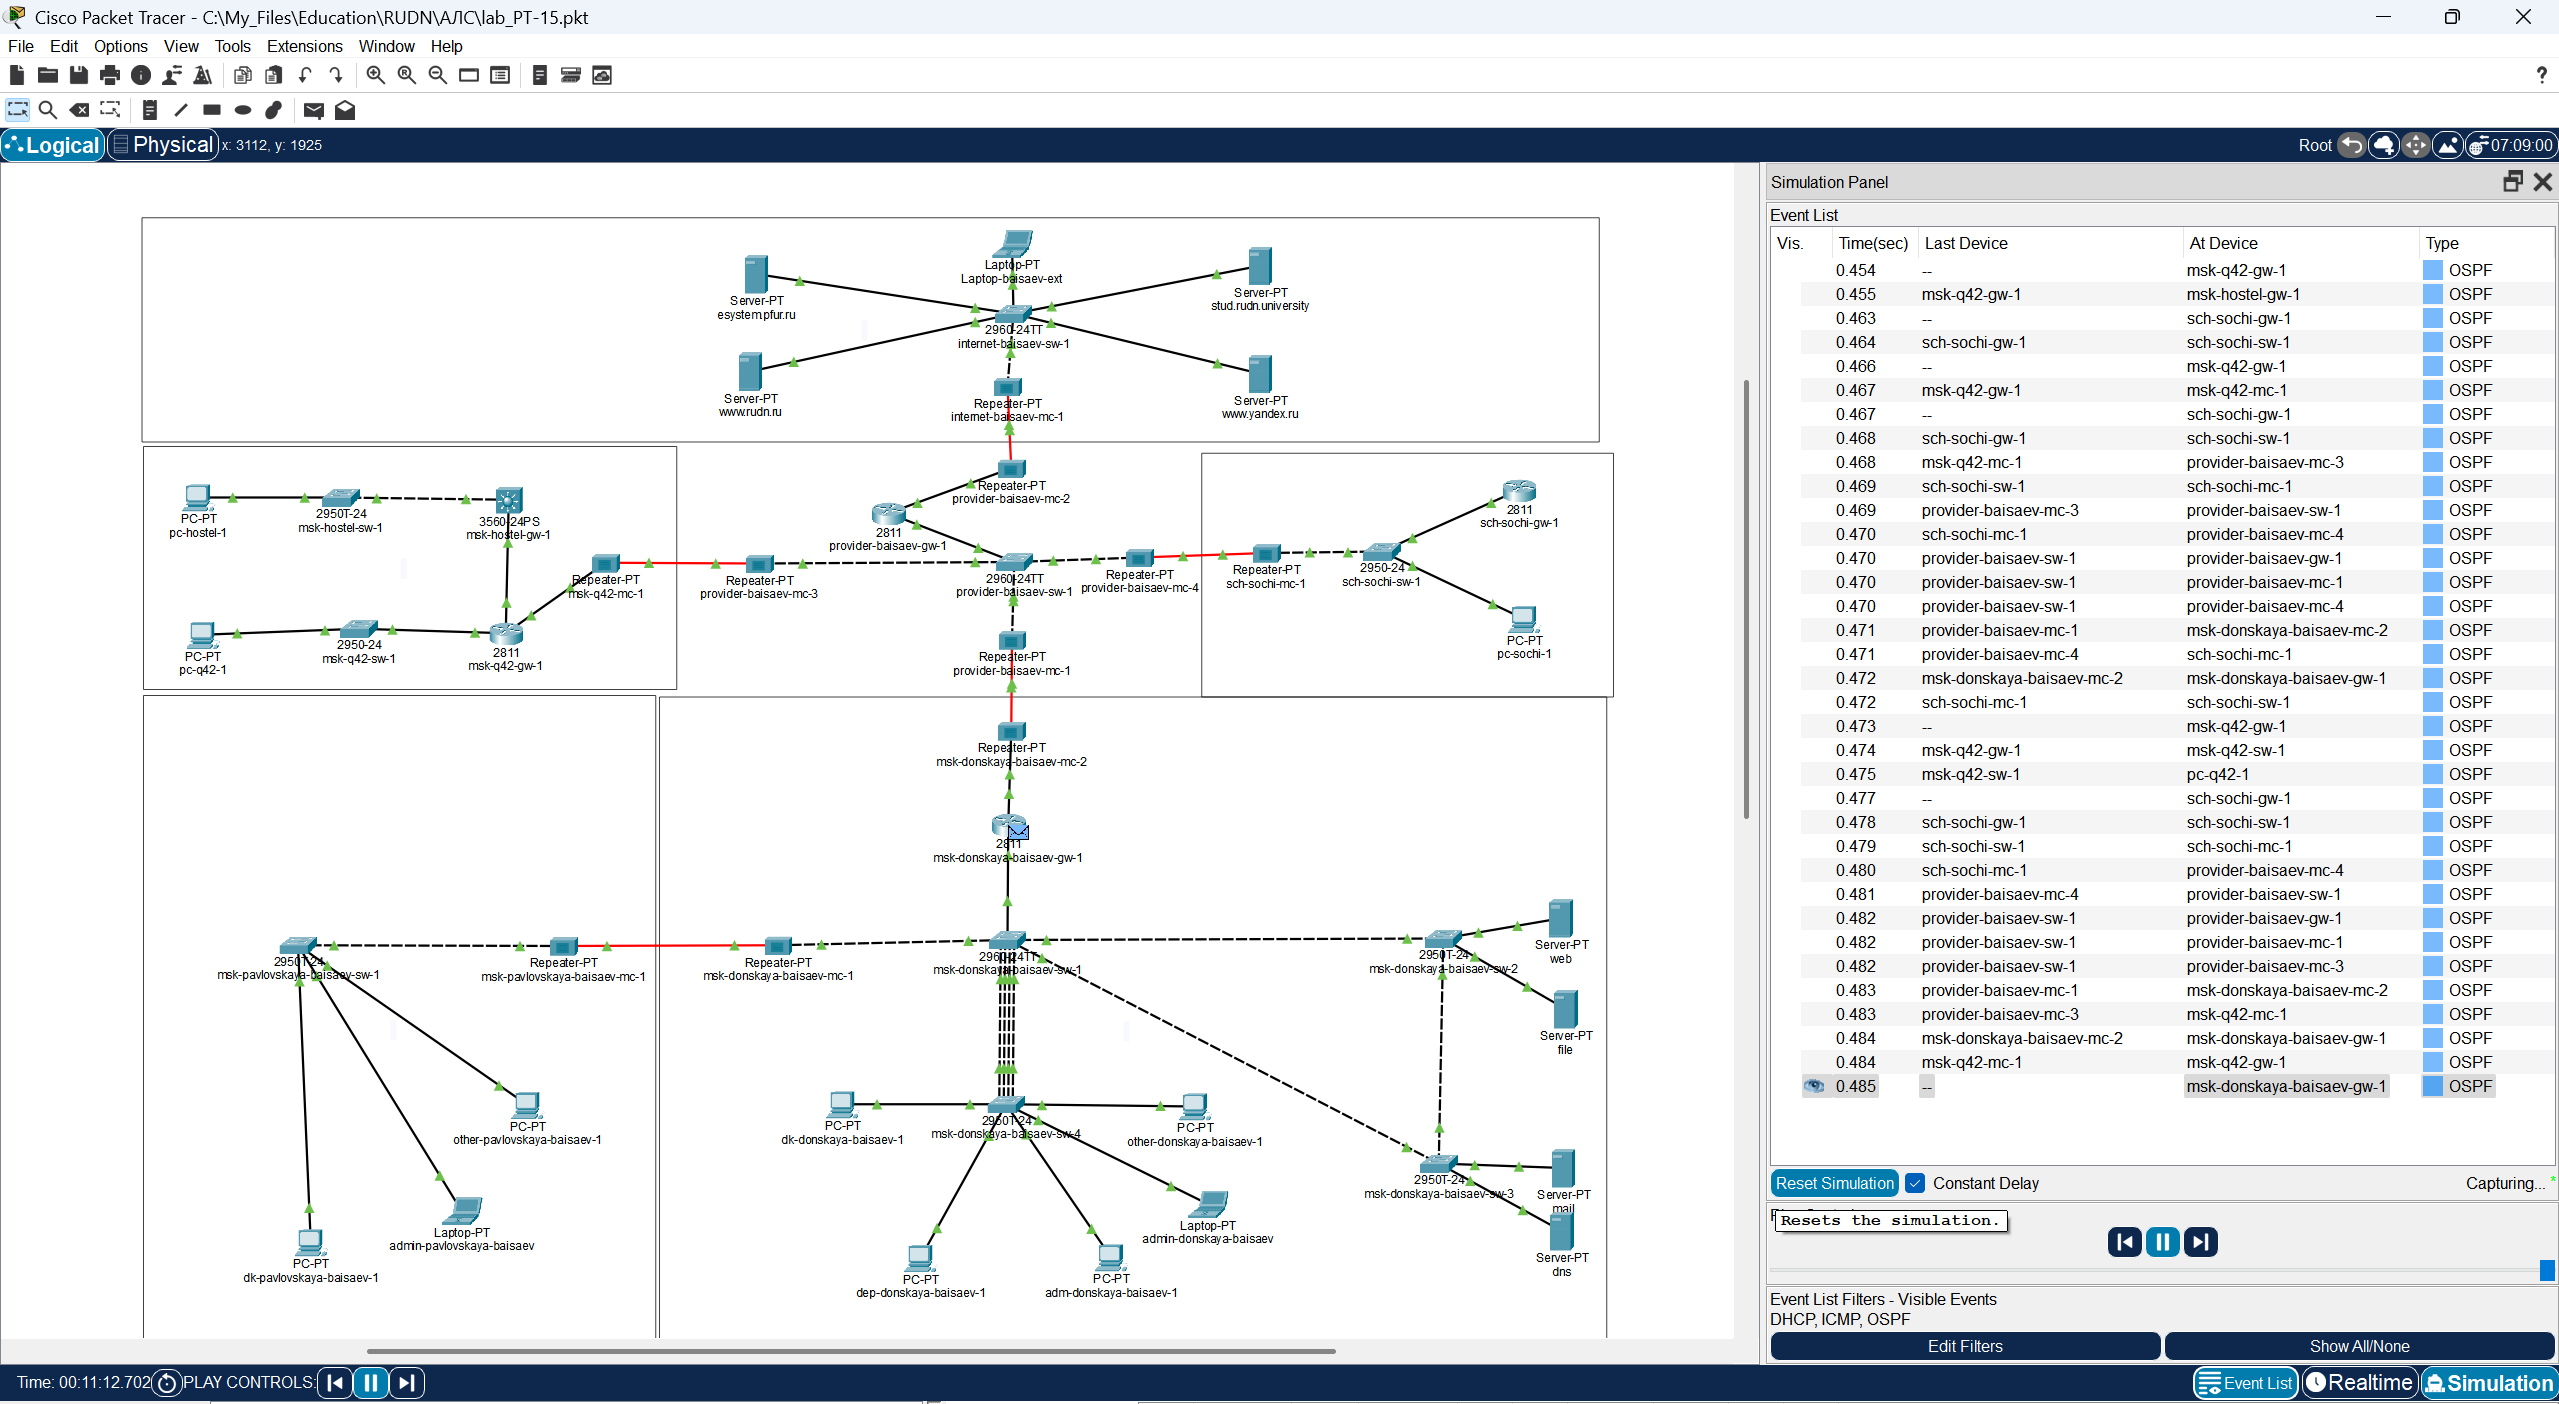 Cisco Packet Tracer - C:\My_Files\Education\RUDN\АЛС\lab_PT-15.pkt
File Edit Options View Tools Extensions Window Help
Logical Physical x: 3112, y: 1925 Root 07:09:00
Laptop-PT
Laptop-baisaev-ext
Server-PT
esystem.pfur.ru
Server-PT
stud.rudn.university
2960-24TT
internet-baisaev-sw-1
Server-PT
www.rudn.ru
Repeater-PT
internet-baisaev-mc-1
Server-PT
www.yandex.ru
Repeater-PT
provider-baisaev-mc-2
PC-PT
pc-hostel-1
2950T-24
msk-hostel-sw-1
3560-24PS
msk-hostel-gw-1
2811
provider-baisaev-gw-1
2811
sch-sochi-gw-1
Repeater-PT
msk-q42-mc-1
Repeater-PT
provider-baisaev-mc-3
2960-24TT
provider-baisaev-sw-1
Repeater-PT
provider-baisaev-mc-4
Repeater-PT
sch-sochi-mc-1
2950-24
sch-sochi-sw-1
PC-PT
pc-q42-1
2950-24
msk-q42-sw-1
2811
msk-q42-gw-1
Repeater-PT
provider-baisaev-mc-1
PC-PT
pc-sochi-1
Repeater-PT
msk-donskaya-baisaev-mc-2
2811
msk-donskaya-baisaev-gw-1
2950T-24
msk-pavlovskaya-baisaev-sw-1
Repeater-PT
msk-pavlovskaya-baisaev-mc-1
Repeater-PT
msk-donskaya-baisaev-mc-1
2960-24TT
msk-donskaya-baisaev-sw-1
2950T-24
msk-donskaya-baisaev-sw-2
Server-PT
web
Server-PT
file
PC-PT
other-pavlovskaya-baisaev-1
PC-PT
dk-donskaya-baisaev-1
2950T-24
msk-donskaya-baisaev-sw-4
PC-PT
other-donskaya-baisaev-1
2950T-24
msk-donskaya-baisaev-sw-3
Server-PT
mail
Laptop-PT
admin-pavlovskaya-baisaev
Laptop-PT
admin-donskaya-baisaev
PC-PT
dk-pavlovskaya-baisaev-1
PC-PT
dep-donskaya-baisaev-1
PC-PT
adm-donskaya-baisaev-1
Server-PT
dns
Simulation Panel
Event List
Vis. Time(sec) Last Device At Device Type
0.454 -- msk-q42-gw-1 OSPF
0.455 msk-q42-gw-1 msk-hostel-gw-1 OSPF
0.463 -- sch-sochi-gw-1 OSPF
0.464 sch-sochi-gw-1 sch-sochi-sw-1 OSPF
0.466 -- msk-q42-gw-1 OSPF
0.467 msk-q42-gw-1 msk-q42-mc-1 OSPF
0.467 -- sch-sochi-gw-1 OSPF
0.468 sch-sochi-gw-1 sch-sochi-sw-1 OSPF
0.468 msk-q42-mc-1 provider-baisaev-mc-3 OSPF
0.469 sch-sochi-sw-1 sch-sochi-mc-1 OSPF
0.469 provider-baisaev-mc-3 provider-baisaev-sw-1 OSPF
0.470 sch-sochi-mc-1 provider-baisaev-mc-4 OSPF
0.470 provider-baisaev-sw-1 provider-baisaev-gw-1 OSPF
0.470 provider-baisaev-sw-1 provider-baisaev-mc-1 OSPF
0.470 provider-baisaev-sw-1 provider-baisaev-mc-4 OSPF
0.471 provider-baisaev-mc-1 msk-donskaya-baisaev-mc-2 OSPF
0.471 provider-baisaev-mc-4 sch-sochi-mc-1 OSPF
0.472 msk-donskaya-baisaev-mc-2 msk-donskaya-baisaev-gw-1 OSPF
0.472 sch-sochi-mc-1 sch-sochi-sw-1 OSPF
0.473 -- msk-q42-gw-1 OSPF
0.474 msk-q42-gw-1 msk-q42-sw-1 OSPF
0.475 msk-q42-sw-1 pc-q42-1 OSPF
0.477 -- sch-sochi-gw-1 OSPF
0.478 sch-sochi-gw-1 sch-sochi-sw-1 OSPF
0.479 sch-sochi-sw-1 sch-sochi-mc-1 OSPF
0.480 sch-sochi-mc-1 provider-baisaev-mc-4 OSPF
0.481 provider-baisaev-mc-4 provider-baisaev-sw-1 OSPF
0.482 provider-baisaev-sw-1 provider-baisaev-gw-1 OSPF
0.482 provider-baisaev-sw-1 provider-baisaev-mc-1 OSPF
0.482 provider-baisaev-sw-1 provider-baisaev-mc-3 OSPF
0.483 provider-baisaev-mc-1 msk-donskaya-baisaev-mc-2 OSPF
0.483 provider-baisaev-mc-3 msk-q42-mc-1 OSPF
0.484 msk-donskaya-baisaev-mc-2 msk-donskaya-baisaev-gw-1 OSPF
0.484 msk-q42-mc-1 msk-q42-gw-1 OSPF
0.485 -- msk-donskaya-baisaev-gw-1 OSPF
Reset Simulation Constant Delay Capturing... *
Resets the simulation.
Event List Filters - Visible Events
DHCP, ICMP, OSPF
Edit Filters Show All/None
Time: 00:11:12.702 PLAY CONTROLS: Event List Realtime Simulation